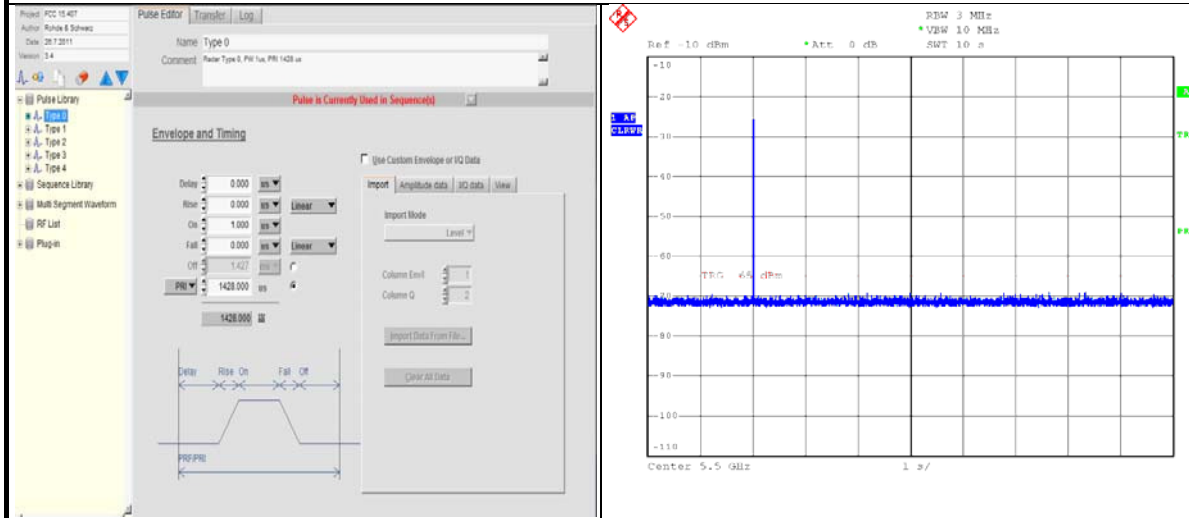 Project FCC 15.407
Author Rohde & Schwarz
Date 26.7.2011
Version 3.4
Pulse Library
Type 0
Type 1
Type 2
Type 3
Type 4
Sequence Library
Multi Segment Waveform
RF List
Plug-in
Pulse Editor Transfer Log
Name Type 0
Comment Radar Type 0, PW 1us, PRI 1428 us
Pulse is Currently Used in Sequence(s)
Envelope and Timing
Use Custom Envelope or I/Q Data
Delay 0.000 us
Rise 0.000 us Linear
On 1.000 us
Fall 0.000 us Linear
Off 1.427
PRI 1428.000 us
1428.000
Import Amplitude data I/Q data View
Import Mode
Level
Column Env/I 1
Column Q 2
Import Data From File...
Clear All Data
Delay Rise On Fall Off
PRF/PRI
R S
RBW 3 MHz
*VBW 10 MHz
Ref -10 dBm *Att 0 dB SWT 10 s
1 AP
CLRWR
-10
-20
-30
-40
-50
-60
-70
-80
-90
-100
-110
TRG -65 dBm
A
TR
PR
Center 5.5 GHz 1 s/